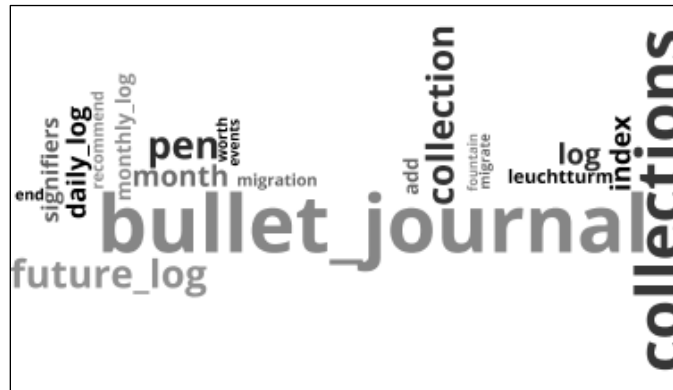 end
signifiers
daily_log
recommend
monthly_log
pen
worth
events
month
migration
add
collection
fountain
migrate
log
leuchtturm
index
collections
bullet_journal
future_log